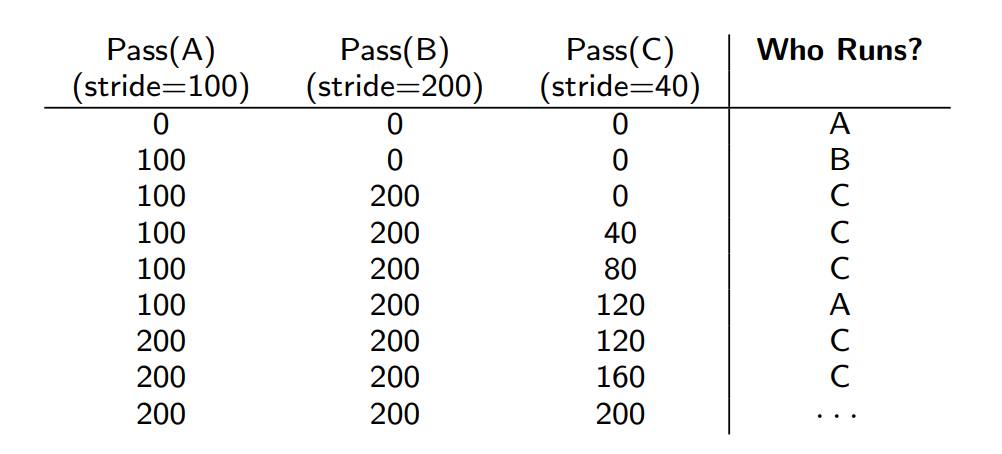 Pass(A) Pass(B) Pass(C) Who Runs?
(stride=100) (stride=200) (stride=40)
0 0 0 A
100 0 0 B
100 200 0 C
100 200 40 C
100 200 80 C
100 200 120 A
200 200 120 C
200 200 160 C
200 200 200 ...